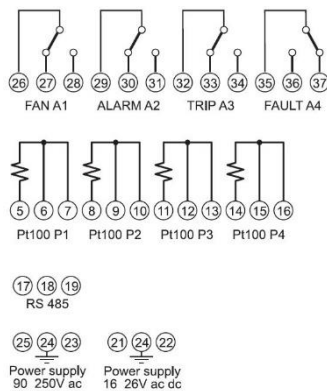 26 27 28 29 30 31 32 33 34 35 36 37
FAN A1 ALARM A2 TRIP A3 FAULT A4
5 6 7 8 9 10 11 12 13 14 15 16
Pt100 P1 Pt100 P2 Pt100 P3 Pt100 P4
17 18 19
RS 485
25 24 23 21 24 22
Power supply Power supply
90 250V ac 16 26V ac dc